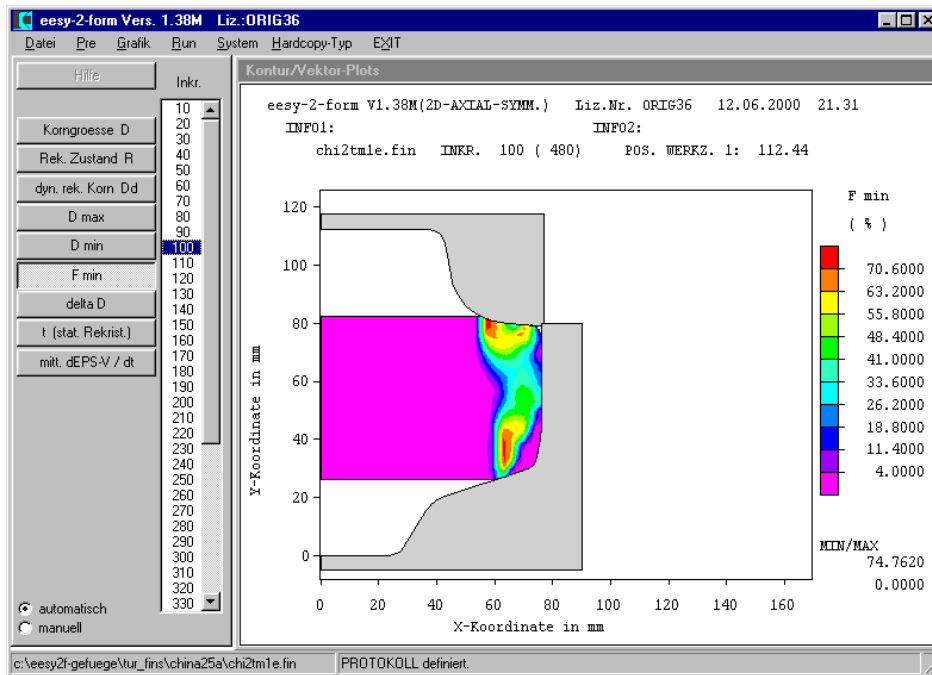 eesy-2-form Vers. 1.38M Liz.:ORIG36
Datei Pre Grafik Run System Hardcopy-Typ EXIT
Hilfe
Inkr.
Korngroesse D
Rek. Zustand R
dyn. rek. Korn Dd
D max
D min
F min
delta D
t (stat. Rekrist.)
mitt. dEPS-V / dt
10
20
30
40
50
60
70
80
90
100
110
120
130
140
150
160
170
180
190
200
210
220
230
240
250
260
270
280
290
300
310
320
330
automatisch
manuell
Kontur/Vektor-Plots
eesy-2-form V1.38M(2D-AXIAL-SYMM.) Liz.Nr. ORIG36 12.06.2000 21.31
INFO1: INFO2:
chi2tm1e.fin INKR. 100 ( 480) POS. WERKZ. 1: 112.44
Y-Koordinate in mm
120
100
80
60
40
20
0
0 20 40 60 80 100 120 140 160
X-Koordinate in mm
F min
( % )
70.6000
63.2000
55.8000
48.4000
41.0000
33.6000
26.2000
18.8000
11.4000
4.0000
MIN/MAX
74.7620
0.0000
c:\eesy2f-gefuege\tur_fins\china25a\chi2tm1e.fin PROTOKOLL definiert.